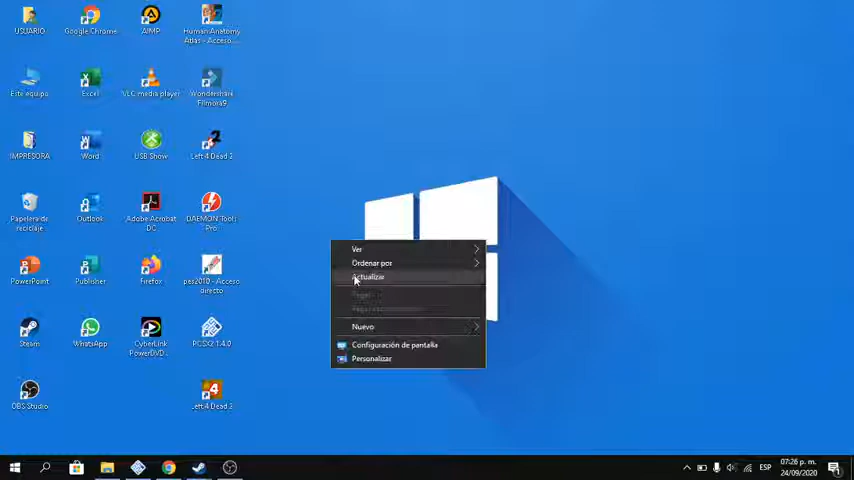 USUARIO
Google Chrome
AIMP
Human Anatomy
Atlas - Acceso...
Este equipo
Excel
VLC media player
Wondershare
Filmora9
IMPRESORA
Word
USB Show
Left 4 Dead 2
Papelera de
reciclaje
Outlook
Adobe Acrobat
DC
DAEMON Tools
Pro
PowerPoint
Publisher
Firefox
pes2010 - Acceso
directo
Steam
WhatsApp
CyberLink
PowerDVD...
PCSX2 1.4.0
OBS Studio
Left 4 Dead 2
Ver
Ordenar por
Actualizar
Nuevo
Configuración de pantalla
Personalizar
ESP
07:26 p. m.
24/09/2020